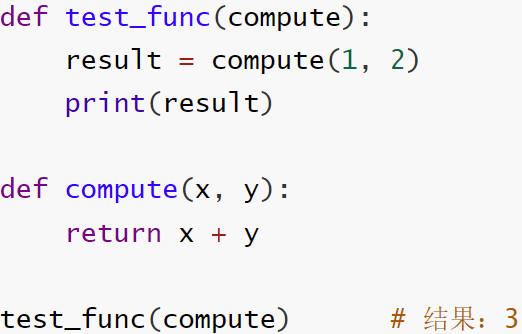 def test_func(compute):
    result = compute(1, 2)
    print(result)

def compute(x, y):
    return x + y

test_func(compute)      # 结果：3